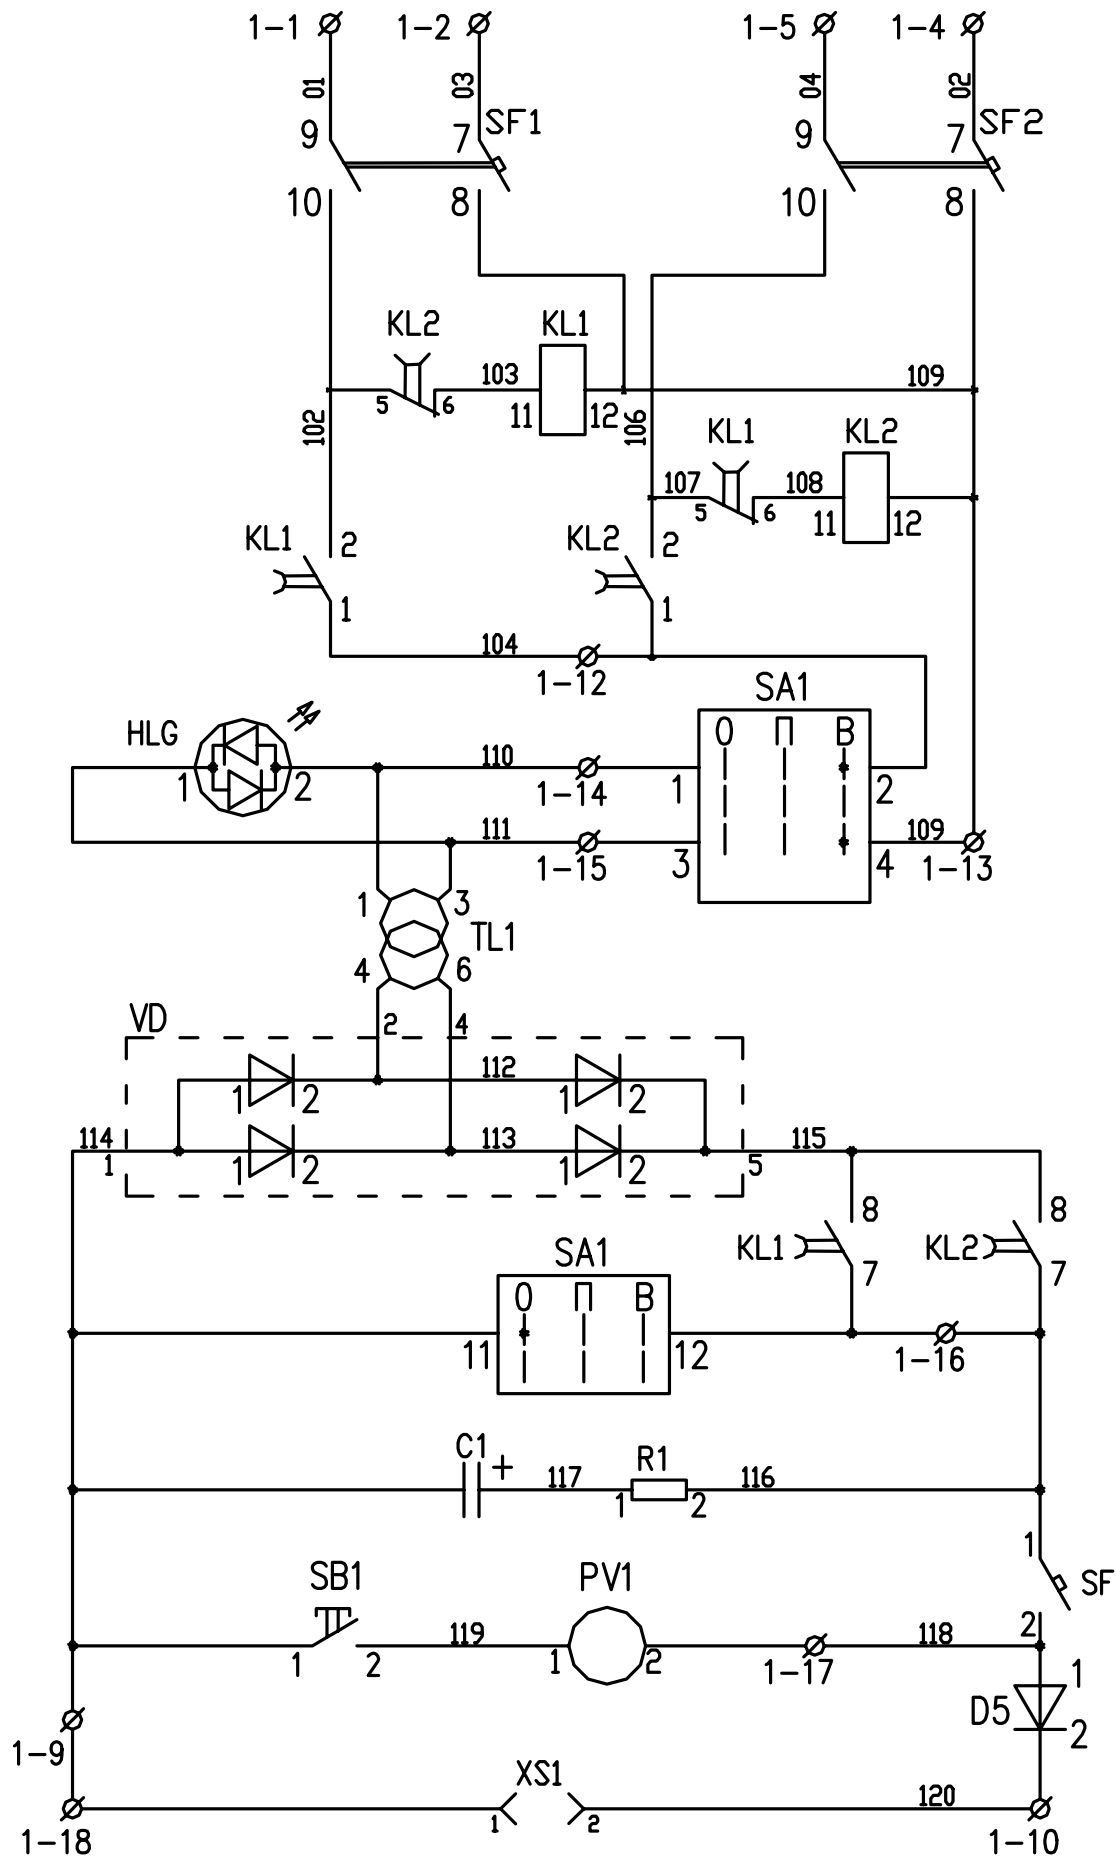 1-1 1-2 1-5 1-4
01 03 04 02
9 7 SF1 9 7 SF2
10 8 10 8
KL2 KL1
103 109
5 6 11 12
102 106
KL1 KL2
107 108
5 6 11 12
KL1 2 KL2 2
1 1
104
1-12
SA1
HLG О П В
110
1 2 1-14 1 2
111 109
1-15 3 4 1-13
1 3
TL1
4 6
VD 2 4
112
1 2 1 2
114 113 115
1 1 2 1 2 5
8 8
KL1 KL2
7 7
SA1
О П В
11 12 1-16
C1 + R1
117 116
1 2
1
SF
SB1 PV1
2
119 118
1 2 1 2 1-17
1
D5
2
1-9
XS1
120
1 2
1-18 1-10